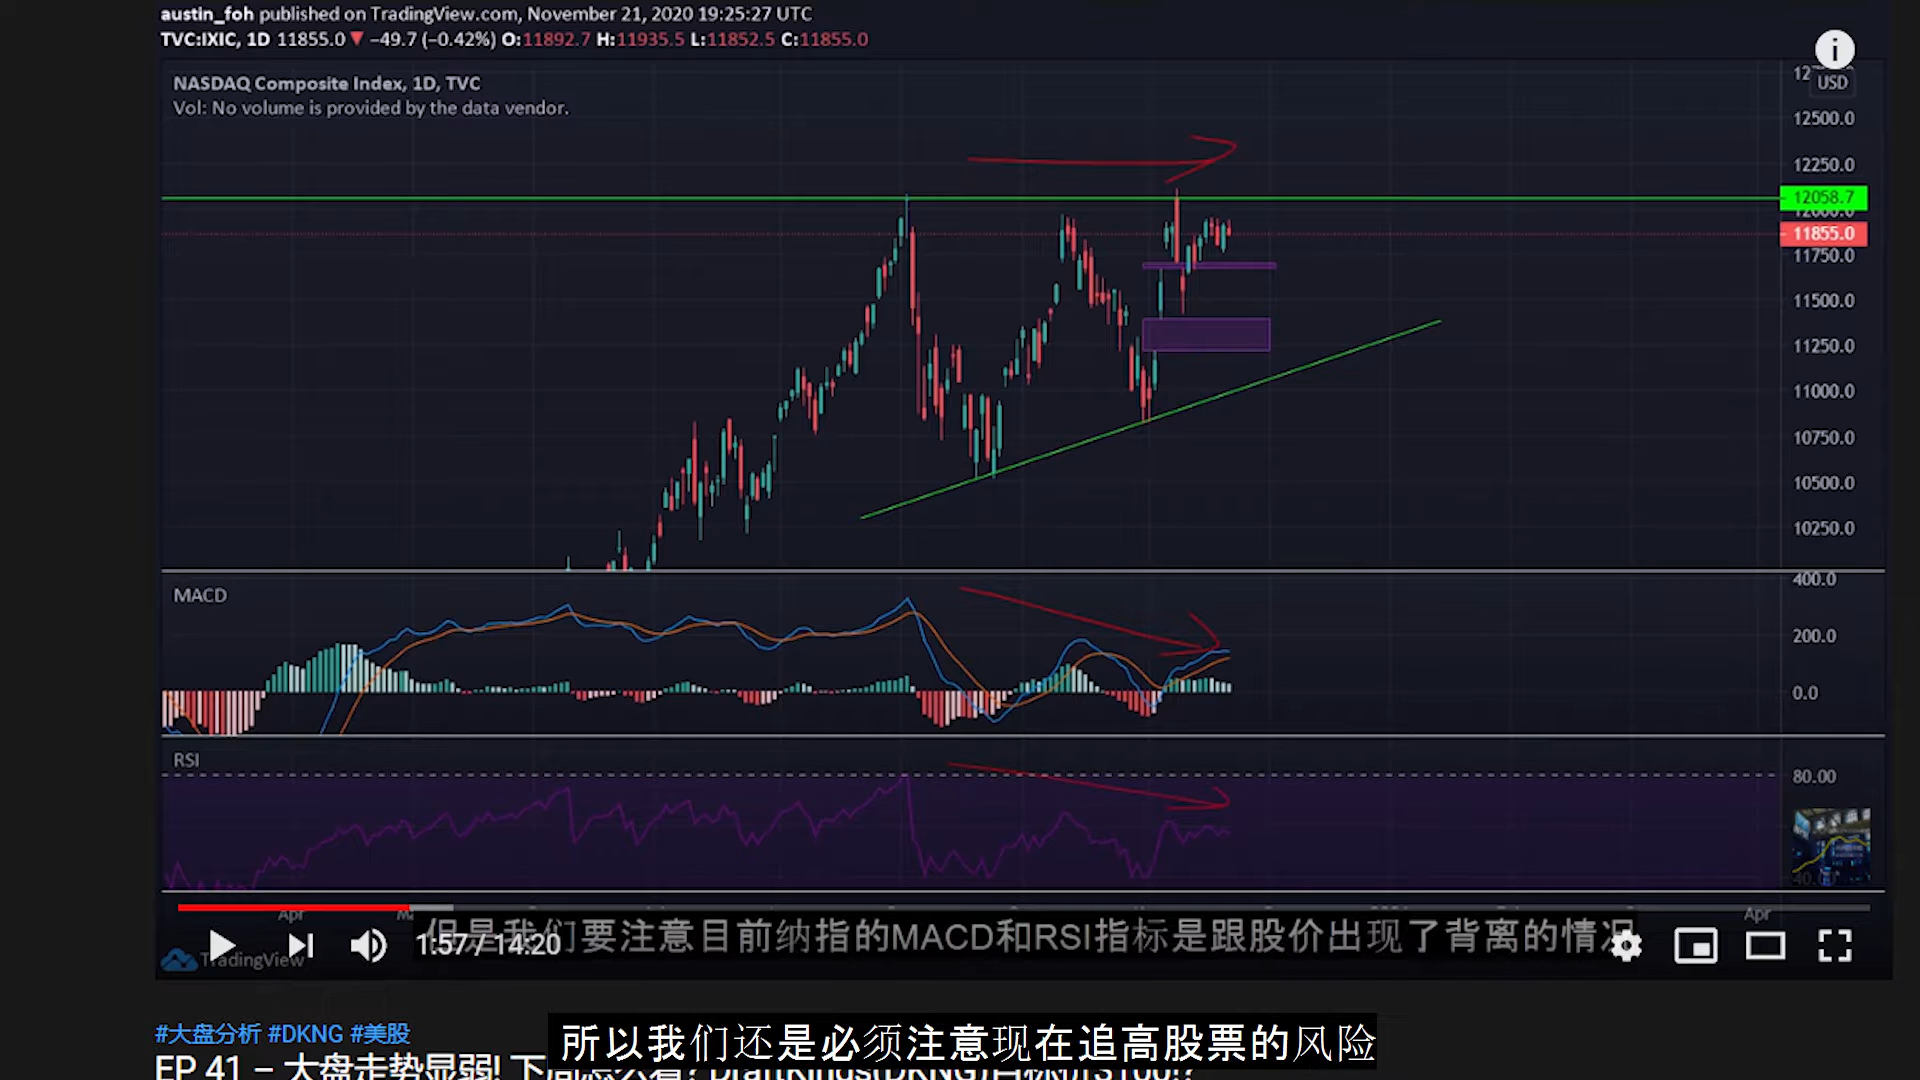 austin_foh published on TradingView.com, November 21, 2020 19:25:27 UTC
TVC:IXIC, 1D 11855.0 ▼ −49.7 (−0.42%) O:11892.7 H:11935.5 L:11852.5 C:11855.0
NASDAQ Composite Index, 1D, TVC
Vol: No volume is provided by the data vendor.
i
USD
12500.0
12250.0
12058.7
12000.0
11855.0
11750.0
11500.0
11250.0
11000.0
10750.0
10500.0
10250.0
MACD
400.0
200.0
0.0
RSI
80.00
40.0
Apr
Apr
们要注意目前纳指的MACD和RSI指标是跟股价出现了背离的情况
1:57 / 14:20
TradingView
#大盘分析 #DKNG #美股
所以我们还是必须注意现在追高股票的风险
EP 41 – 大盘走势显弱! 下